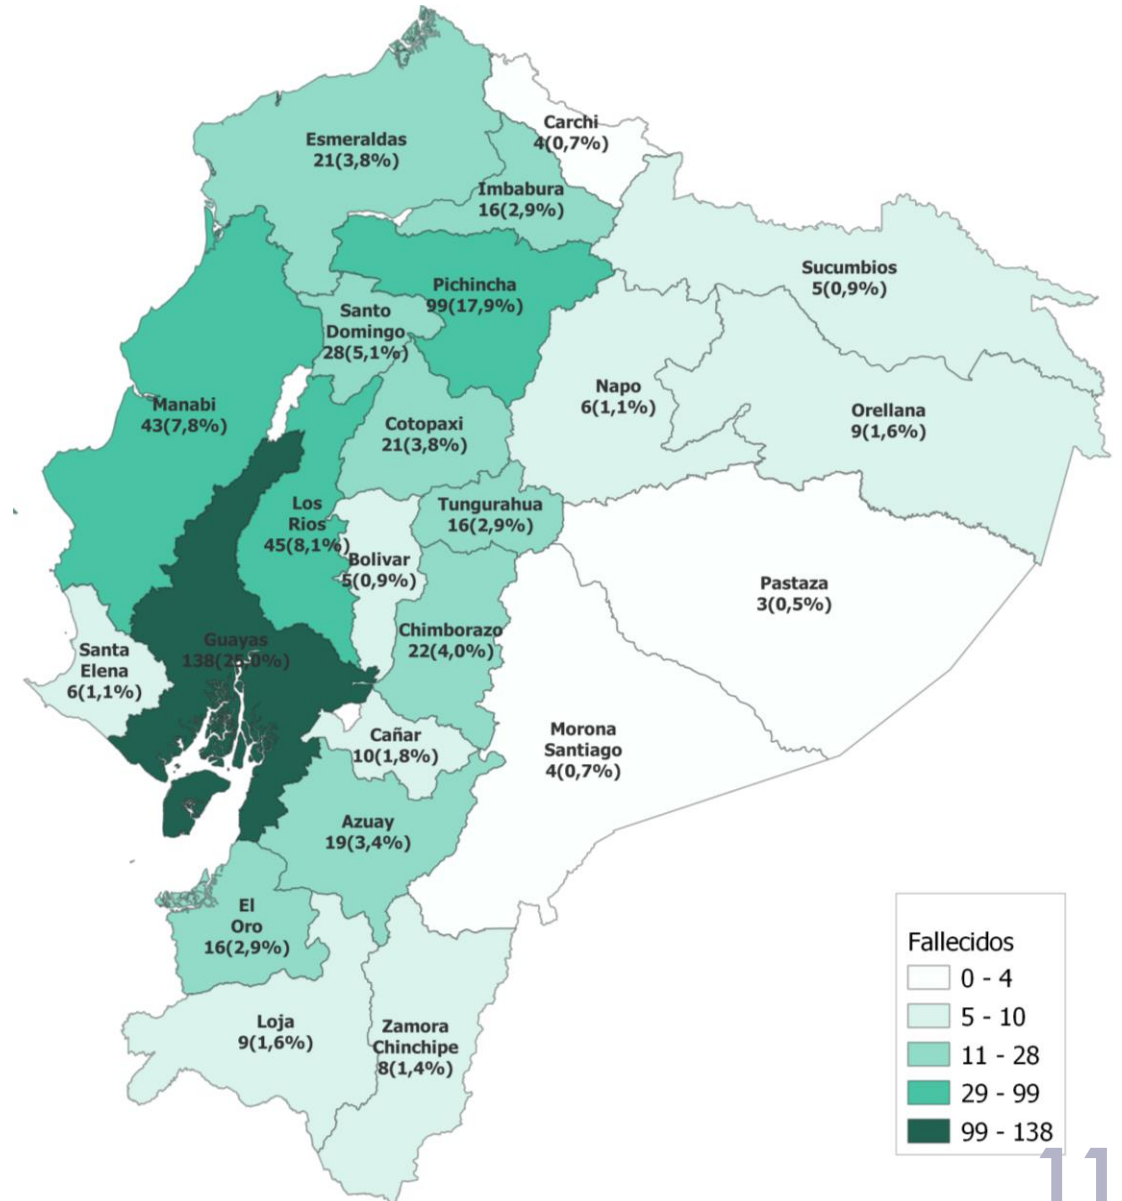 Carchi
4(0,7%)
Esmeraldas
21(3,8%)
Imbabura
16(2,9%)
Sucumbios
5(0,9%)
Pichincha
99(17,9%)
Santo
Domingo
28(5,1%)
Napo
6(1,1%)
Manabi
43(7,8%)
Orellana
9(1,6%)
Cotopaxi
21(3,8%)
Los
Rios
45(8,1%)
Tungurahua
16(2,9%)
Bolivar
5(0,9%)
Pastaza
3(0,5%)
Chimborazo
22(4,0%)
Guayas
138(25,0%)
Santa
Elena
6(1,1%)
Cañar
10(1,8%)
Morona
Santiago
4(0,7%)
Azuay
19(3,4%)
El
Oro
16(2,9%)
Loja
9(1,6%)
Zamora
Chinchipe
8(1,4%)
Fallecidos
0 - 4
5 - 10
11 - 28
29 - 99
99 - 138
11